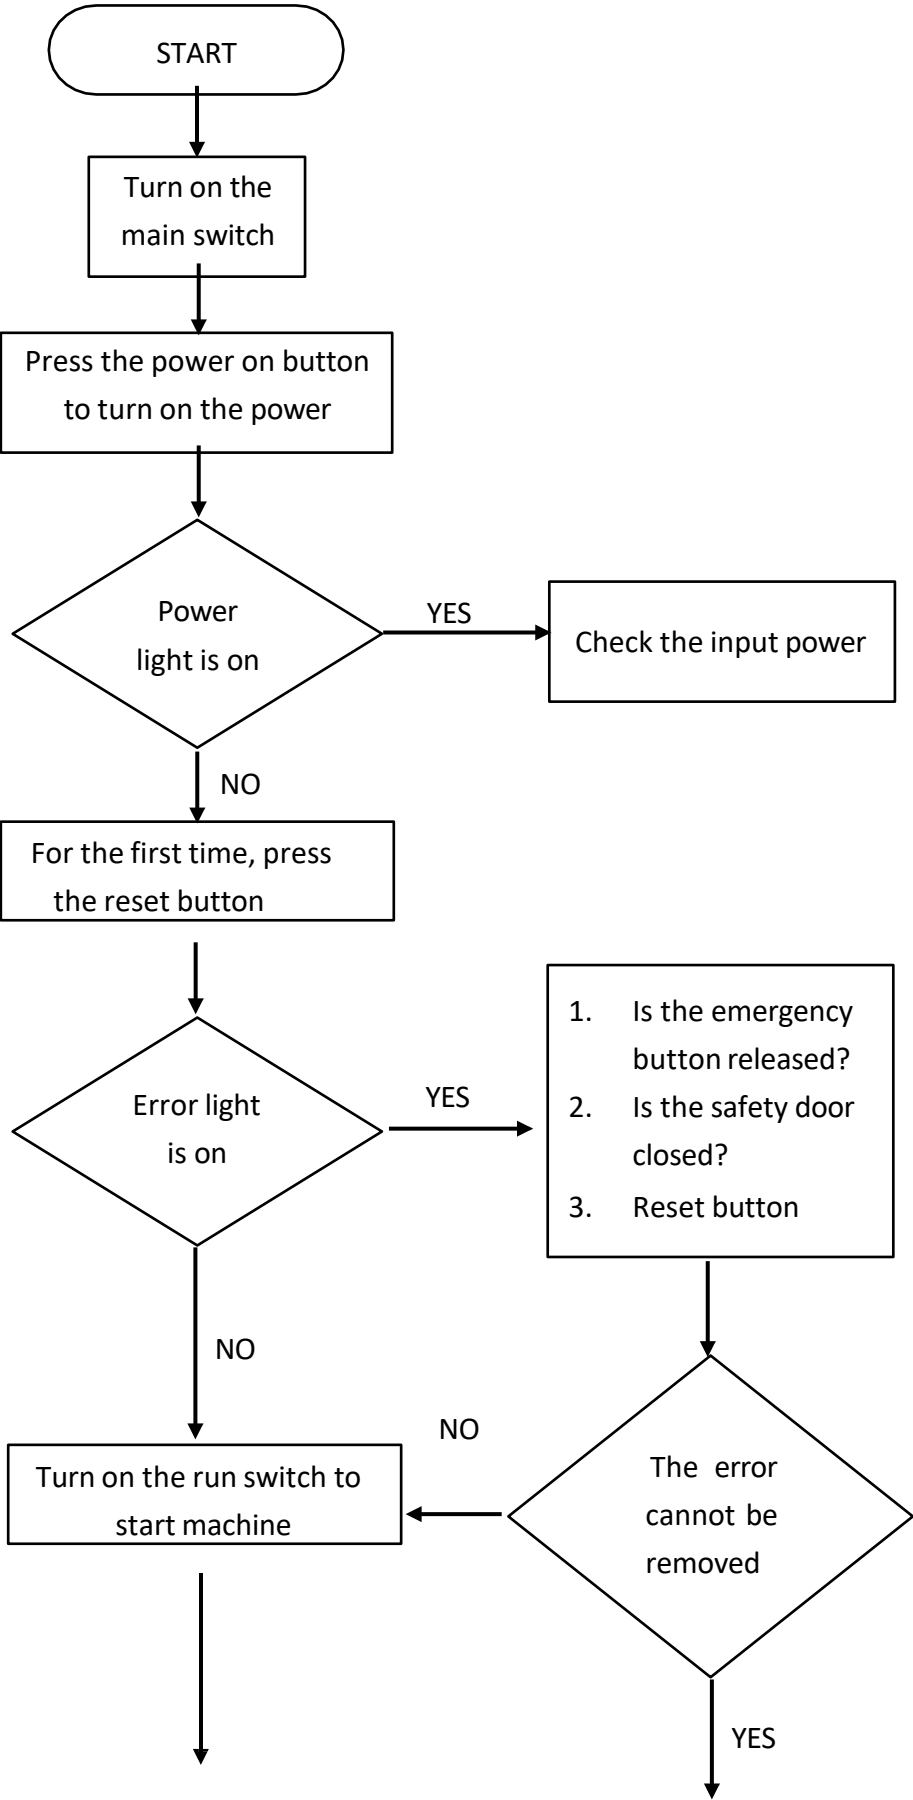 START
Turn on the
main switch
Press the power on button
to turn on the power
Power
light is on
YES
Check the input power
NO
For the first time, press
the reset button
Error light
is on
YES
1. Is the emergency
button released?
2. Is the safety door
closed?
3. Reset button
NO
NO
Turn on the run switch to
start machine
The error
cannot be
removed
YES